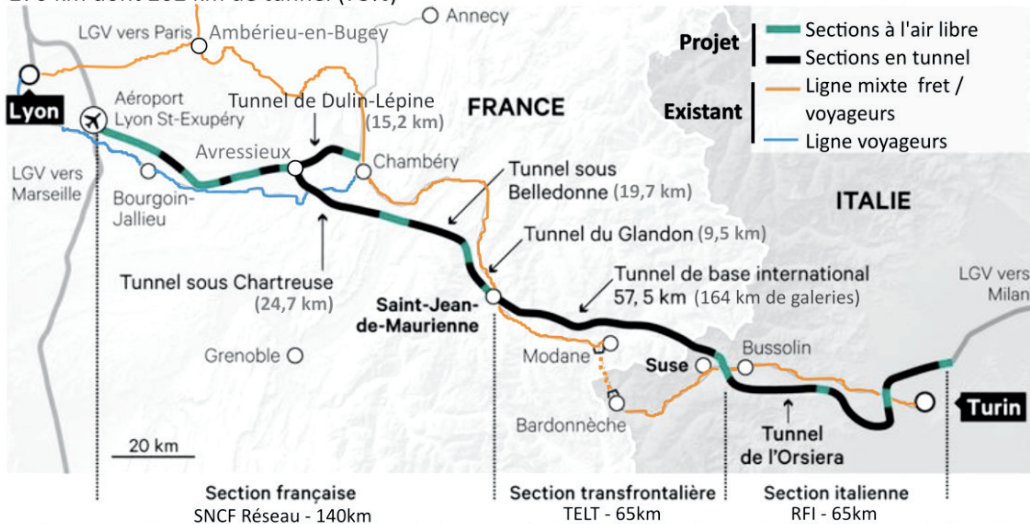 LGV vers Paris
Ambérieu-en-Bugey
Annecy
Projet
Sections à l'air libre
Sections en tunnel
Existant
Ligne mixte fret /
voyageurs
Ligne voyageurs
Lyon
Aéroport
Lyon St-Exupéry
Tunnel de Dulin-Lépine
(15,2 km)
FRANCE
Avressieux
Chambéry
LGV vers
Marseille
Bourgoin-
Jallieu
Tunnel sous
Belledonne (19,7 km)
ITALIE
Tunnel du Glandon (9,5 km)
Tunnel sous Chartreuse
(24,7 km)
Tunnel de base international
57, 5 km (164 km de galeries)
LGV vers
Milan
Saint-Jean-
de-Maurienne
Grenoble
Modane
Suse
Bussolin
Bardonnèche
Turin
Tunnel
de l'Orsiera
20 km
Section française
SNCF Réseau - 140km
Section transfrontalière
TELT - 65km
Section italienne
RFI - 65km